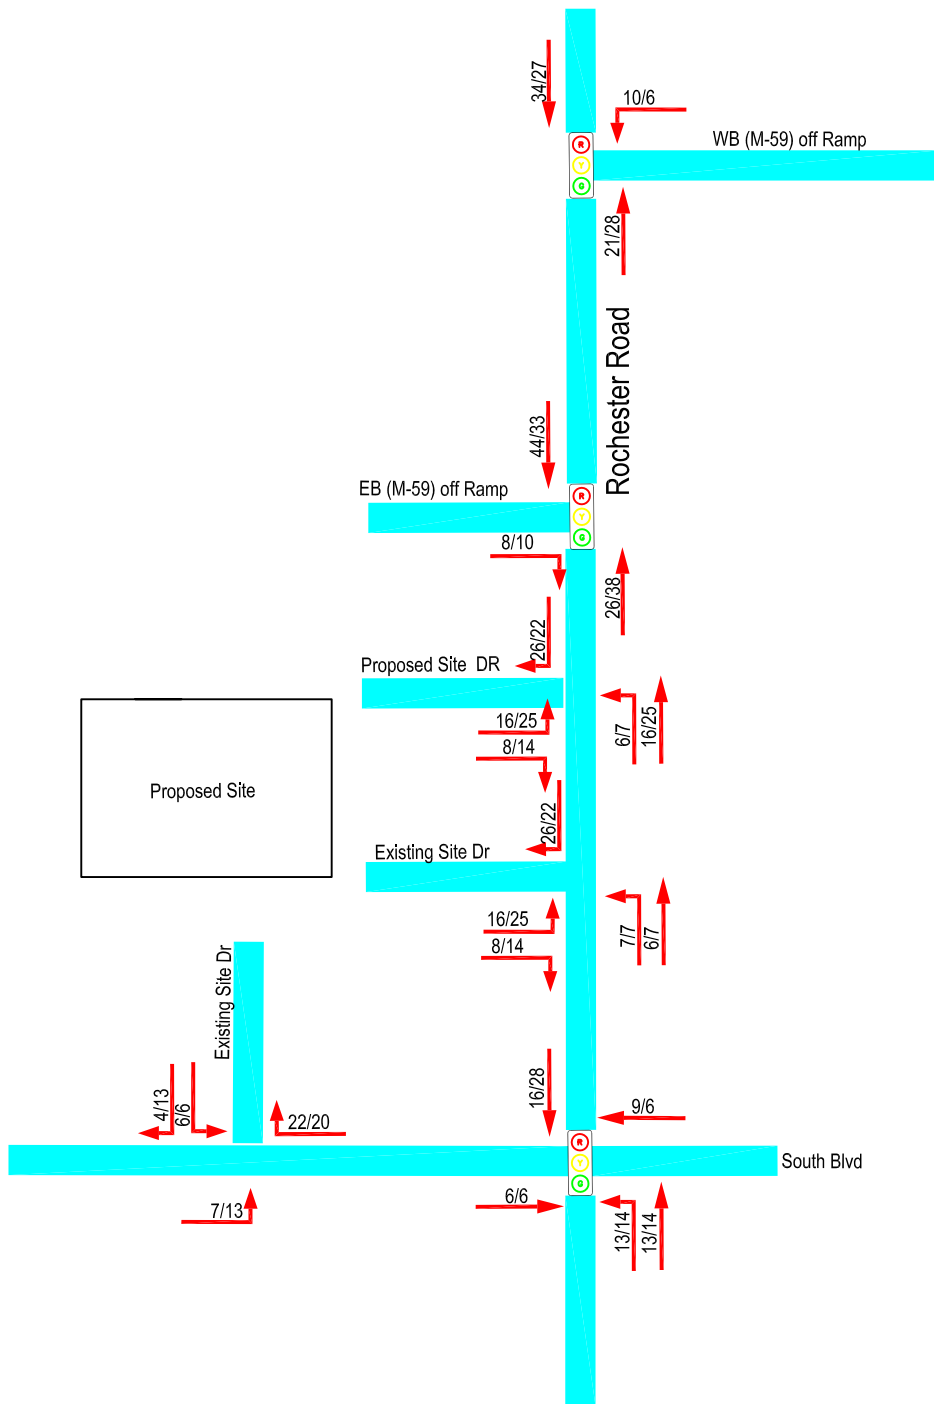 34/27
10/6
WB (M-59) off Ramp
R
Y
G
21/28
Rochester Road
44/33
EB (M-59) off Ramp
R
Y
G
8/10
26/38
26/22
Proposed Site DR
16/25
6/7
16/25
8/14
Proposed Site
26/22
Existing Site Dr
16/25
7/7
6/7
8/14
Existing Site Dr
4/13
6/6
22/20
16/28
9/6
R
Y
G
South Blvd
7/13
6/6
13/14
13/14